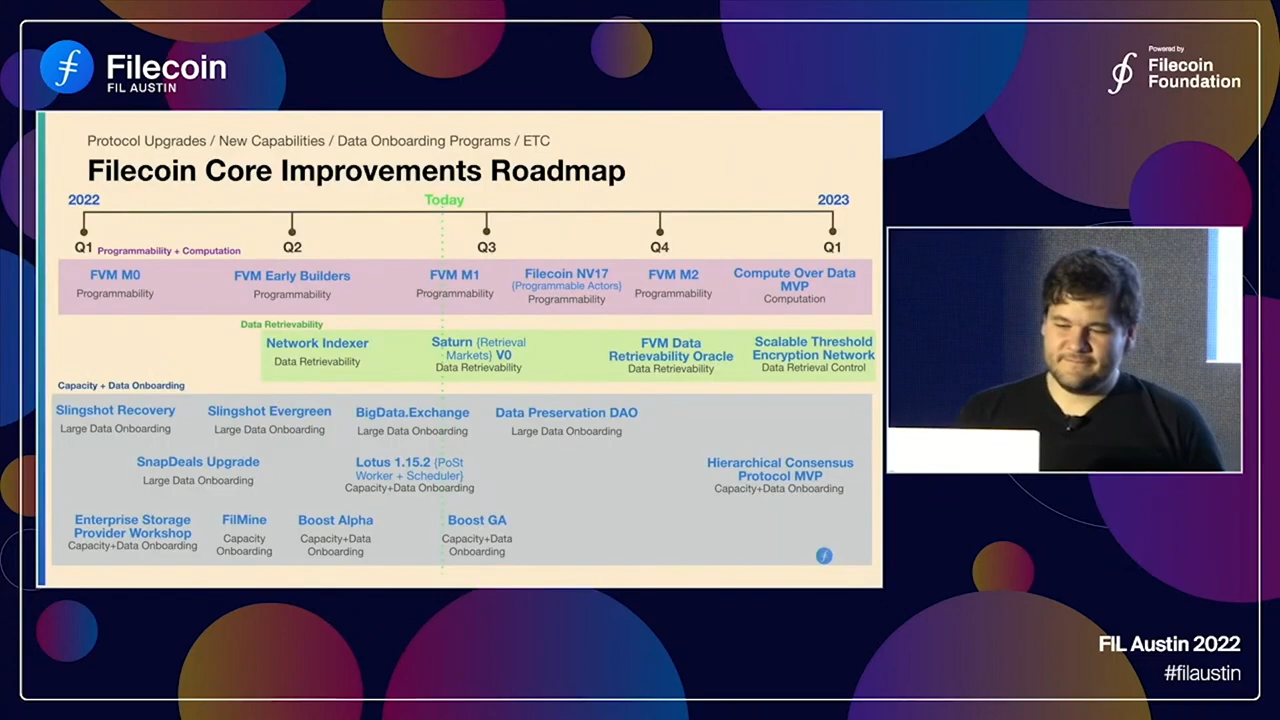 Filecoin
FIL AUSTIN
Powered by
Filecoin
Foundation
Protocol Upgrades / New Capabilities / Data Onboarding Programs / ETC
Filecoin Core Improvements Roadmap
2022
Today
2023
Q1
Q2
Q3
Q4
Q1
Programmability + Computation
FVM M0
Programmability
FVM Early Builders
Programmability
FVM M1
Programmability
Filecoin NV17
{Programmable Actors}
Programmability
FVM M2
Programmability
Compute Over Data
MVP
Computation
Data Retrievability
Network Indexer
Data Retrievability
Saturn {Retrieval
Markets} V0
Data Retrievability
FVM Data
Retrievability Oracle
Data Retrievability
Scalable Threshold
Encryption Network
Data Retrieval Control
Capacity + Data Onboarding
Slingshot Recovery
Large Data Onboarding
Slingshot Evergreen
Large Data Onboarding
BigData.Exchange
Large Data Onboarding
Data Preservation DAO
Large Data Onboarding
SnapDeals Upgrade
Large Data Onboarding
Lotus 1.15.2 {PoSt
Worker + Scheduler}
Capacity+Data Onboarding
Hierarchical Consensus
Protocol MVP
Capacity+Data Onboarding
Enterprise Storage
Provider Workshop
Capacity+Data Onboarding
FilMine
Capacity
Onboarding
Boost Alpha
Capacity+Data
Onboarding
Boost GA
Capacity+Data
Onboarding
FIL Austin 2022
#filaustin